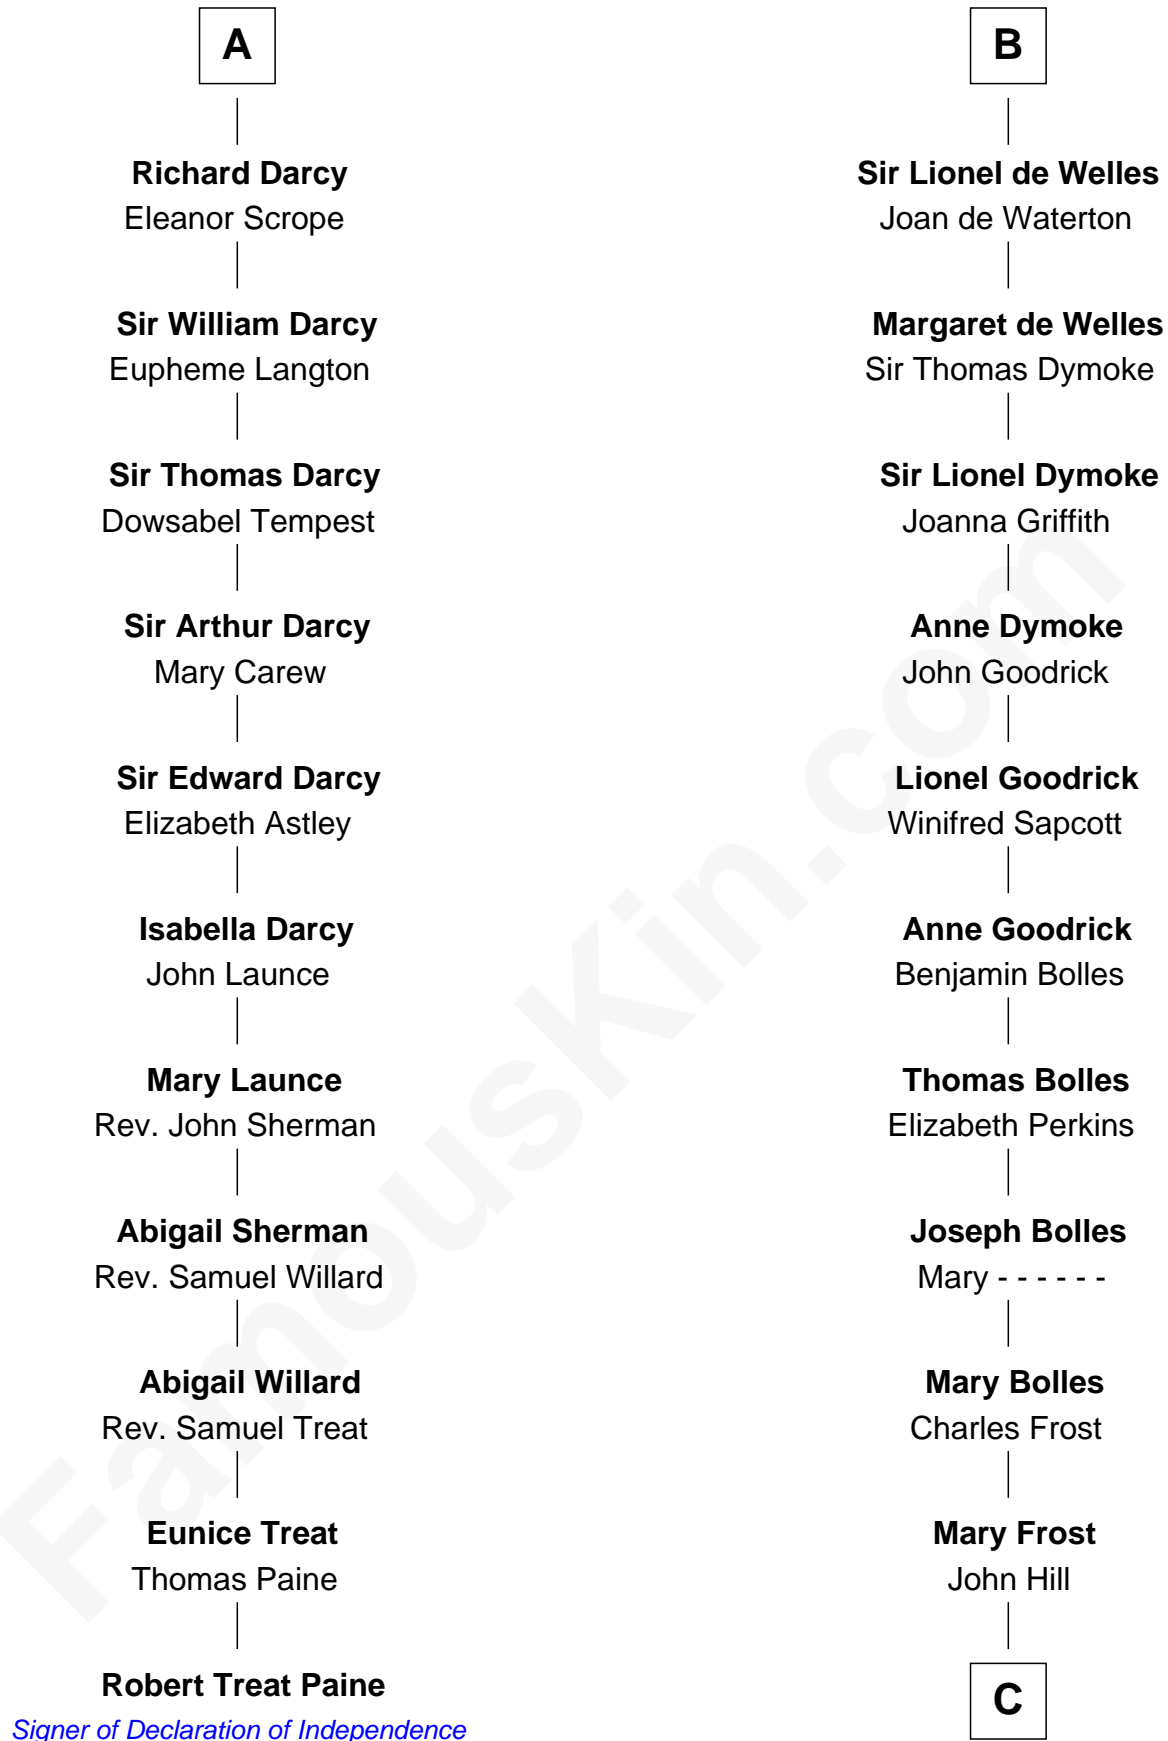 A
Richard Darcy
Eleanor Scrope
Sir William Darcy
Eupheme Langton
Sir Thomas Darcy
Dowsabel Tempest
Sir Arthur Darcy
Mary Carew
Sir Edward Darcy
Elizabeth Astley
Isabella Darcy
John Launce
Mary Launce
Rev. John Sherman
Abigail Sherman
Rev. Samuel Willard
Abigail Willard
Rev. Samuel Treat
Eunice Treat
Thomas Paine
Robert Treat Paine
Signer of Declaration of Independence
B
Sir Lionel de Welles
Joan de Waterton
Margaret de Welles
Sir Thomas Dymoke
Sir Lionel Dymoke
Joanna Griffith
Anne Dymoke
John Goodrick
Lionel Goodrick
Winifred Sapcott
Anne Goodrick
Benjamin Bolles
Thomas Bolles
Elizabeth Perkins
Joseph Bolles
Mary - - - - - -
Mary Bolles
Charles Frost
Mary Frost
John Hill
C
FamousKin.com